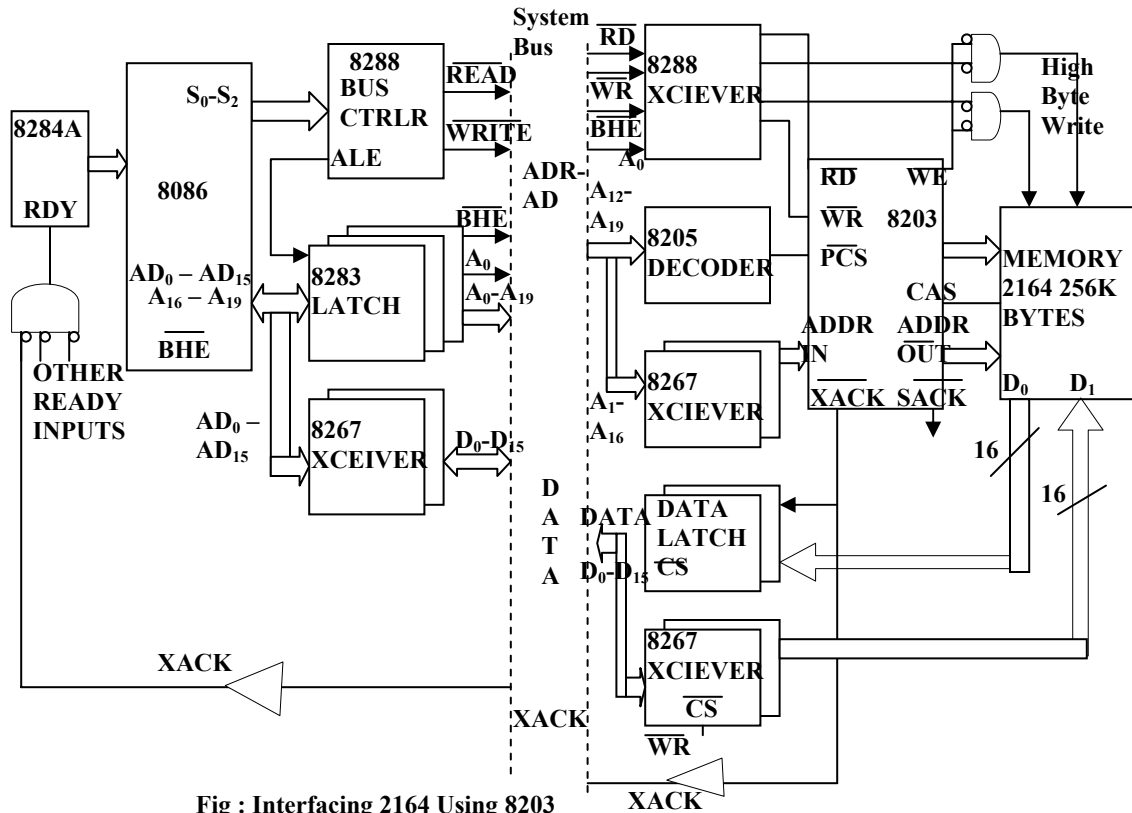 System
Bus
8284A
RDY
S0-S2
8086
AD0 – AD15
A16 – A19
BHE
OTHER
READY
INPUTS
8288
BUS
CTRLR
ALE
READ
WRITE
8283
LATCH
BHE
A0
A0-A19
AD0 –
AD15
8267
XCEIVER
D0-D15
ADR-
AD
D
A
T
A
XACK
XACK
RD
WR
BHE
A0
8288
XCIEVER
A12-
A19
8205
DECODER
A1-
A16
8267
XCIEVER
RD
WE
WR
8203
PCS
CAS
ADDR
IN
ADDR
OUT
XACK
SACK
High
Byte
Write
MEMORY
2164 256K
BYTES
D0
D1
16
16
DATA
D0-D15
DATA
LATCH
CS
8267
XCIEVER
CS
WR
XACK
Fig : Interfacing 2164 Using 8203